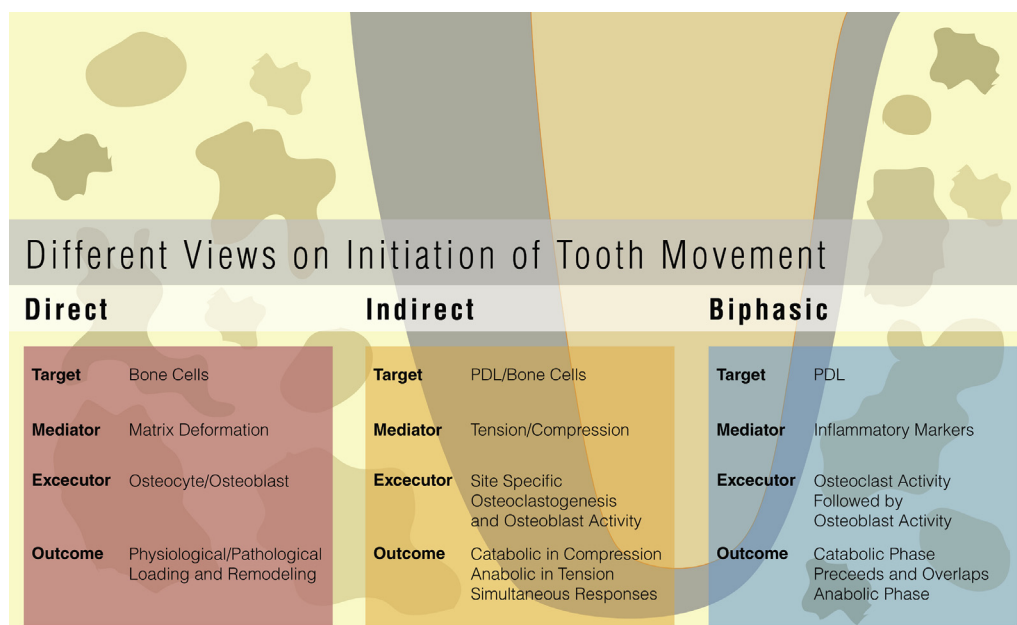 Different Views on Initiation of Tooth Movement
Direct
Target Bone Cells
Mediator Matrix Deformation
Excecutor Osteocyte/Osteoblast
Outcome Physiological/Pathological
Loading and Remodeling
Indirect
Target PDL/Bone Cells
Mediator Tension/Compression
Excecutor Site Specific
Osteoclastogenesis
and Osteoblast Activity
Outcome Catabolic in Compression
Anabolic in Tension
Simultaneous Responses
Biphasic
Target PDL
Mediator Inflammatory Markers
Excecutor Osteoclast Activity
Followed by
Osteoblast Activity
Outcome Catabolic Phase
Preceeds and Overlaps
Anabolic Phase